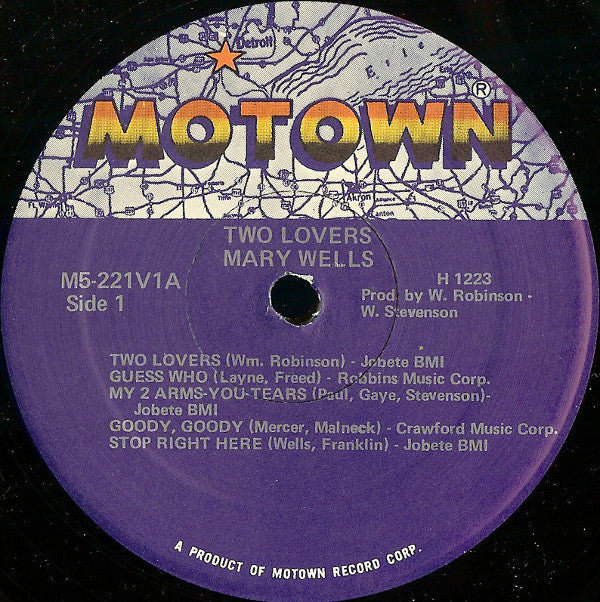 Detroit
Erie
MOTOWN®
Akron
Canton
TWO LOVERS
MARY WELLS
M5-221V1A
Side 1
H 1223
Prod. by W. Robinson -
W. Stevenson
TWO LOVERS (Wm. Robinson) - Jobete BMI
GUESS WHO (Layne, Freed) - Robbins Music Corp.
MY 2 ARMS-YOU-TEARS (Paul, Gaye, Stevenson)-
Jobete BMI
GOODY, GOODY (Mercer, Malneck) - Crawford Music Corp.
STOP RIGHT HERE (Wells, Franklin) - Jobete BMI
A PRODUCT OF MOTOWN RECORD CORP.